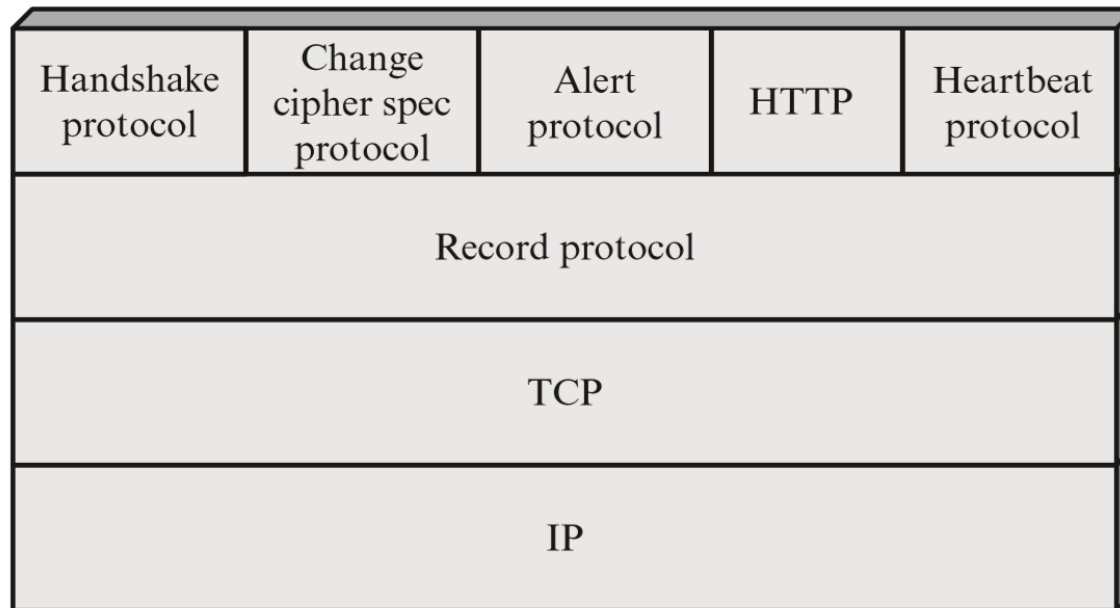 Handshake
protocol
Change
cipher spec
protocol
Alert
protocol
HTTP
Heartbeat
protocol
Record protocol
TCP
IP